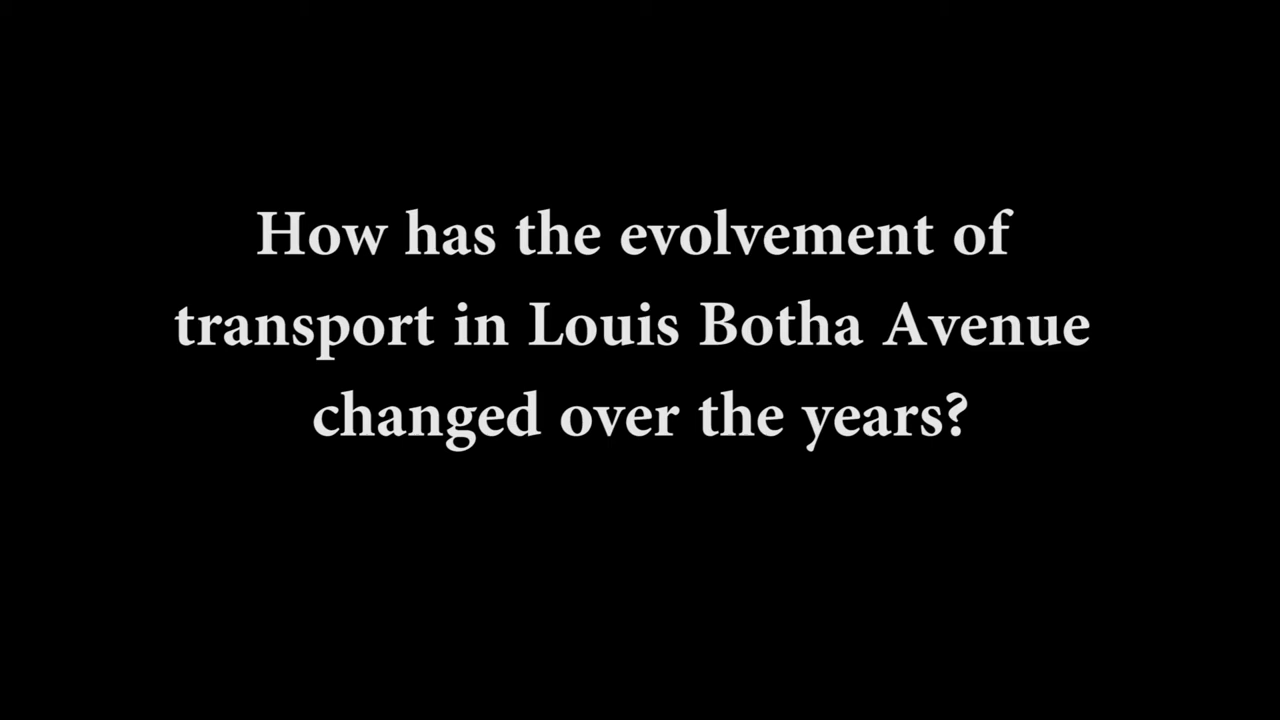 How has the evolvement of
transport in Louis Botha Avenue
changed over the years?